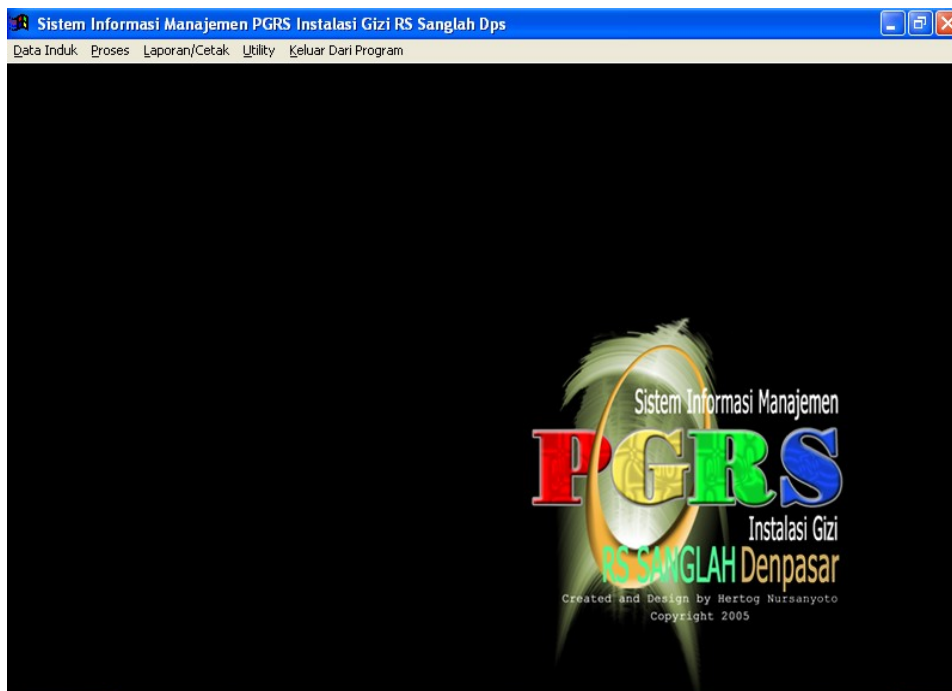 Sistem Informasi Manajemen PGRS Instalasi Gizi RS Sanglah Dps
Data Induk Proses Laporan/Cetak Utility Keluar Dari Program
Sistem Informasi Manajemen
PGRS
Instalasi Gizi
RS SANGLAH Denpasar
Created and Design by Hertog Nursanyoto
Copyright 2005